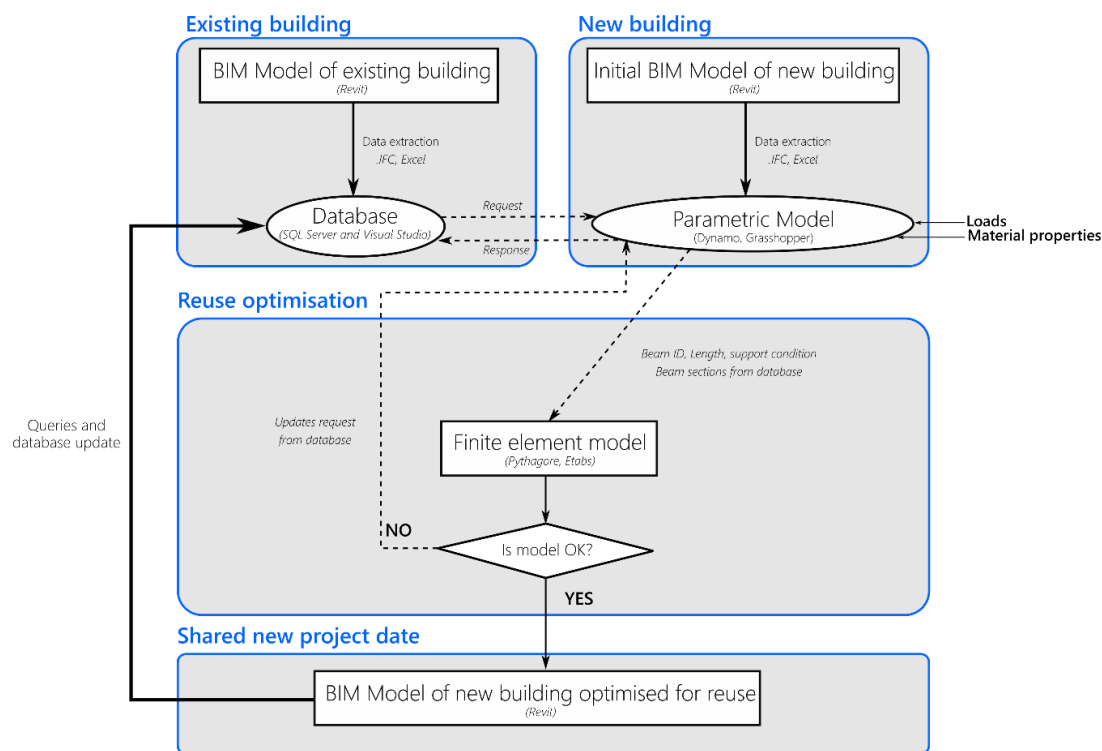 Existing building
New building
BIM Model of existing building
(Revit)
Initial BIM Model of new building
(Revit)
Data extraction
.IFC, Excel
Data extraction
.IFC, Excel
Database
(SQL Server and Visual Studio)
Request
Response
Parametric Model
(Dynamo, Grasshopper)
Loads
Material properties
Reuse optimisation
Beam ID, Length, support condition
Beam sections from database
Updates request
from database
Queries and
database update
Finite element model
(Pythagore, Etabs)
NO
Is model OK?
YES
Shared new project date
BIM Model of new building optimised for reuse
(Revit)